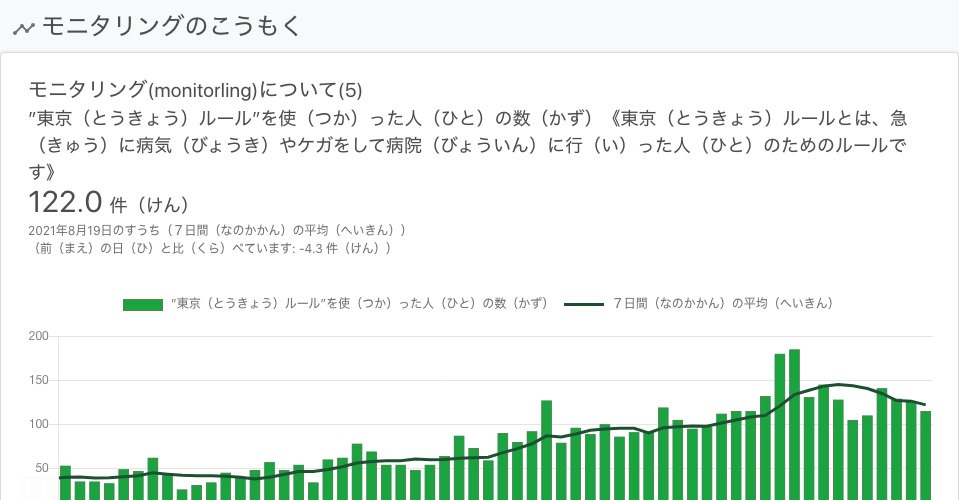 モニタリングのこうもく
モニタリング(monitorling)について(5)
”東京（とうきょう）ルール”を使（つか）った人（ひと）の数（かず）《東京（とうきょう）ルールとは、急
（きゅう）に病気（びょうき）やケガをして病院（びょういん）に行（い）った人（ひと）のためのルールで
す》
122.0 件（けん）
2021年8月19日のすうち（７日間（なのかかん）の平均（へいきん））
（前（まえ）の日（ひ）と比（くら）べています: -4.3 件（けん））
”東京（とうきょう）ルール”を使（つか）った人（ひと）の数（かず） ７日間（なのかかん）の平均（へいきん）
200
150
100
50